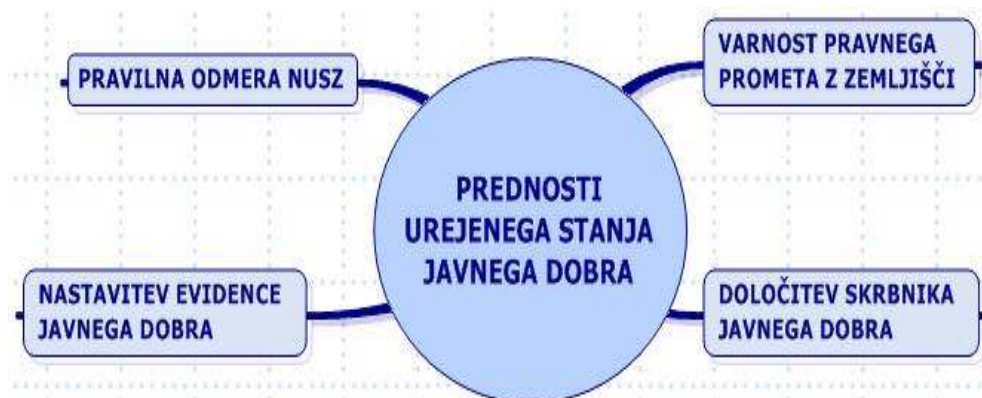 PRAVILNA ODMERA NUSZ
VARNOST PRAVNEGA
PROMETA Z ZEMLJIŠČI
PREDNOSTI
UREJENEGA STANJA
JAVNEGA DOBRA
NASTAVITEV EVIDENCE
JAVNEGA DOBRA
DOLOČITEV SKRBNIKA
JAVNEGA DOBRA